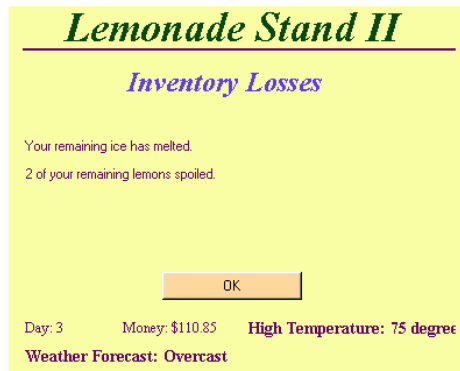 Lemonade Stand II
Inventory Losses
Your remaining ice has melted.
2 of your remaining lemons spoiled.
OK
Day: 3 Money: $110.85 High Temperature: 75 degree
Weather Forecast: Overcast